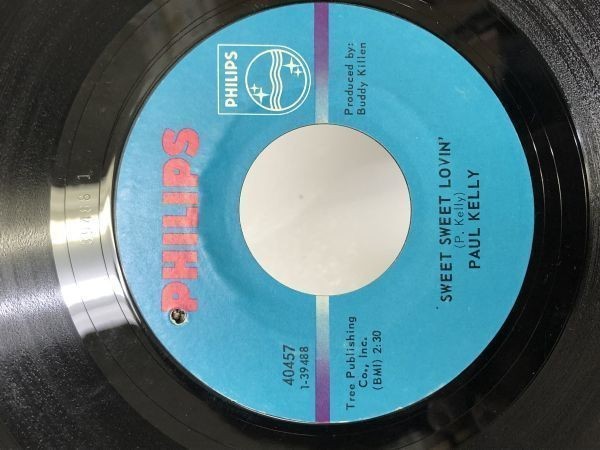 PHILIPS
PHILIPS
40457
1-39488
Produced by:
Buddy Killen
Tree Publishing
Co., Inc.
(BMI) 2:30
SWEET SWEET LOVIN'
(P. Kelly)
PAUL KELLY